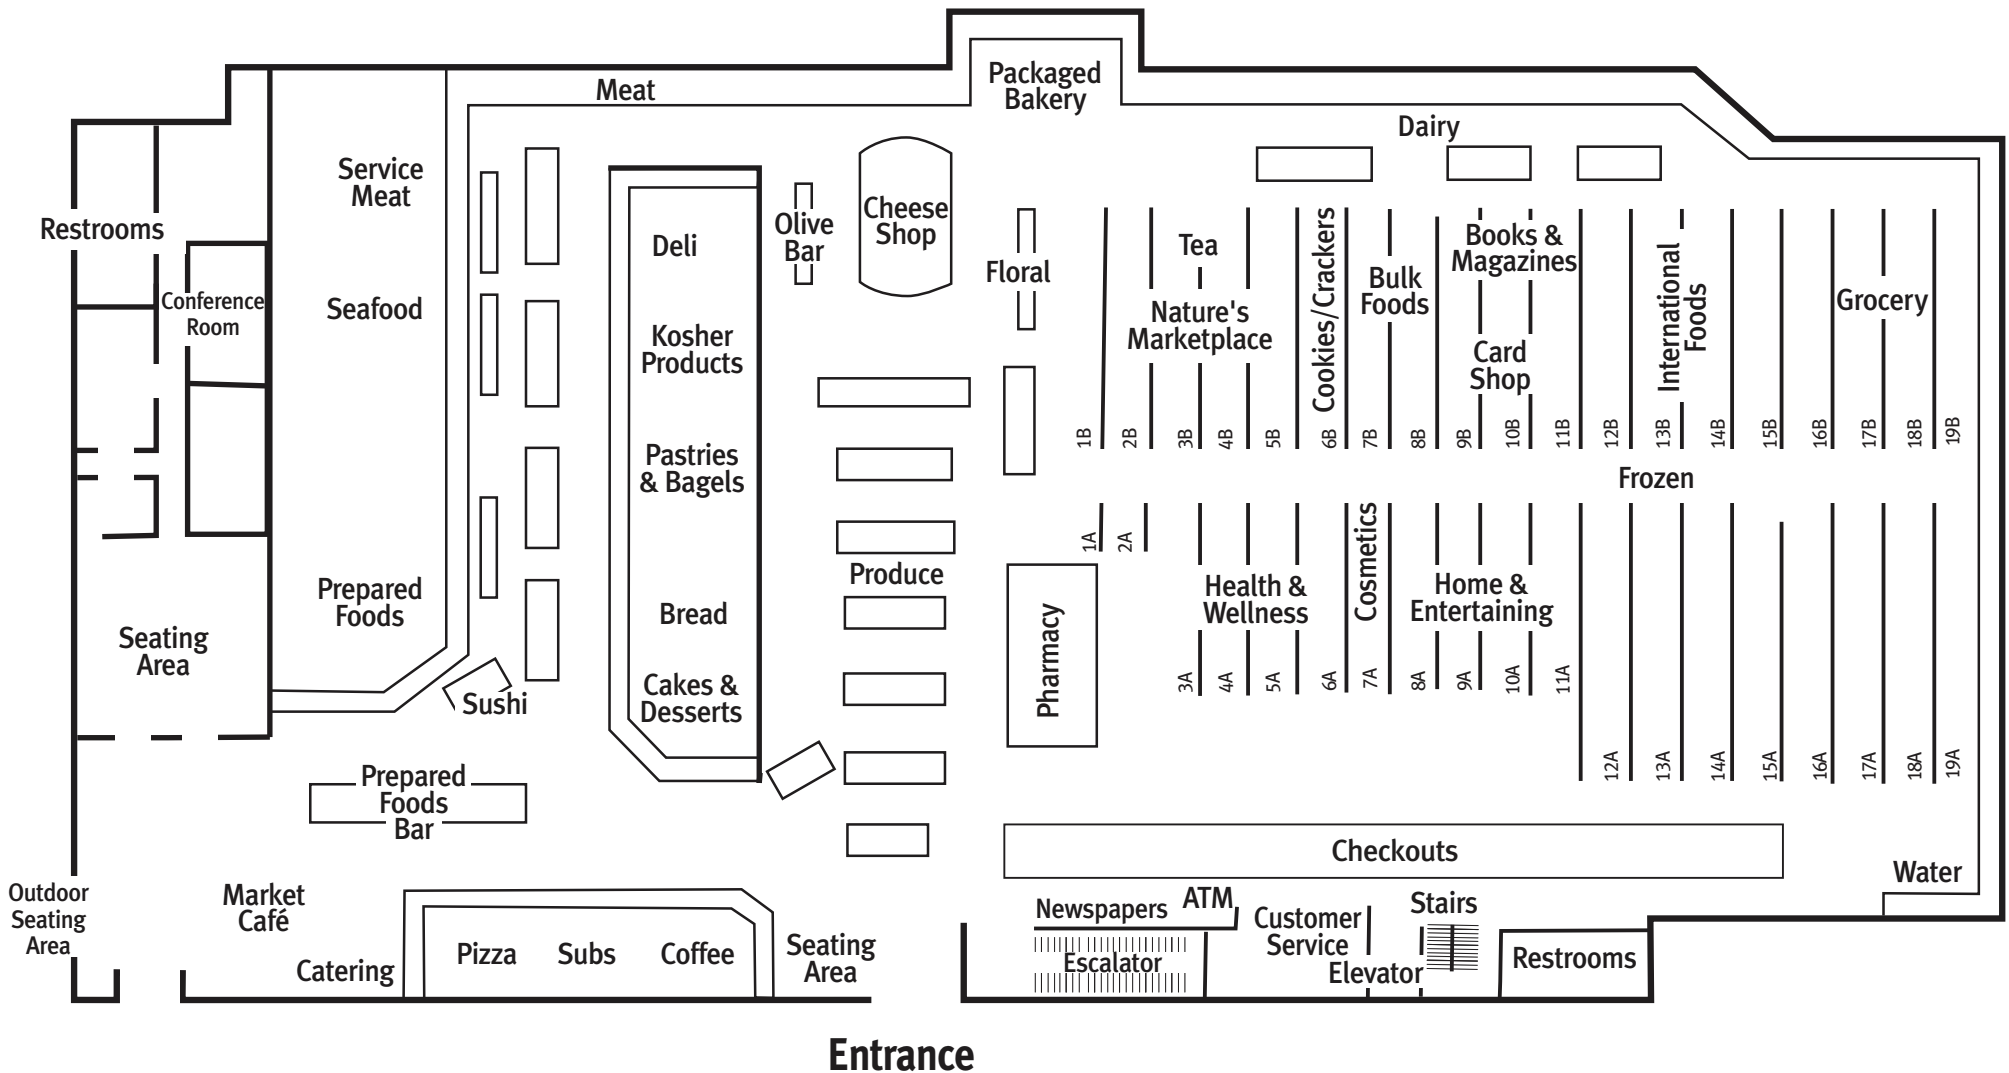 Packaged
Bakery
Meat
Dairy
Service
Meat
Restrooms
Seafood
Conference
Room
Deli
Kosher
Products
Pastries
& Bagels
Bread
Cakes &
Desserts
Olive
Bar
Cheese
Shop
Floral
Tea
Nature's
Marketplace
Cookies/Crackers
Bulk
Foods
Books &
Magazines
Card
Shop
International
Foods
Grocery
1B
2B
3B
4B
5B
6B
7B
8B
9B
10B
11B
12B
13B
14B
15B
16B
17B
18B
19B
Frozen
1A
2A
Produce
Pharmacy
Health &
Wellness
Cosmetics
Home &
Entertaining
3A
4A
5A
6A
7A
8A
9A
10A
11A
12A
13A
14A
15A
16A
17A
18A
19A
Prepared
Foods
Seating
Area
Sushi
Prepared
Foods
Bar
Checkouts
Water
Outdoor
Seating
Area
Market
Café
Catering
Pizza
Subs
Coffee
Seating
Area
Newspapers
ATM
Escalator
Customer
Service
Elevator
Stairs
Restrooms
Entrance